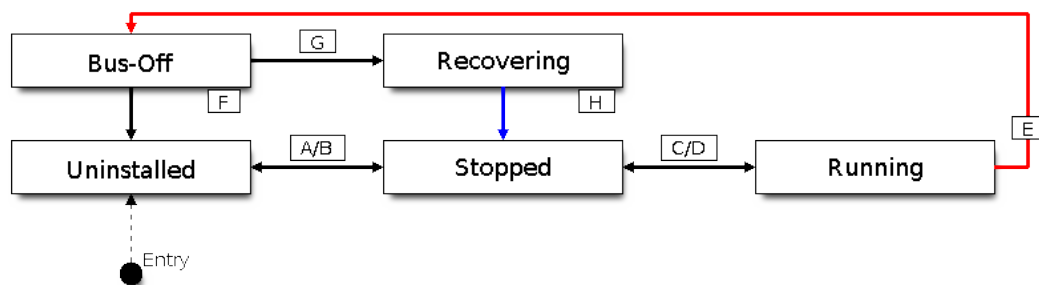 G
Bus-Off
Recovering
F
H
E
A/B
C/D
Uninstalled
Stopped
Running
Entry